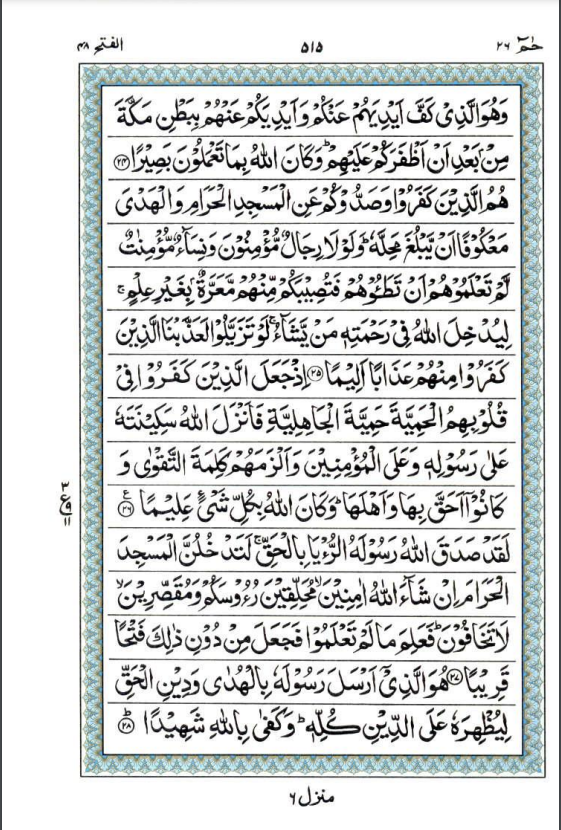 حٰمٓ ٢٦
٥١٥
الفتح ٤٨
وَهُوَ الَّذِیْ كَفَّ اَیْدِیَهُمْ عَنْكُمْ وَاَیْدِیَكُمْ عَنْهُمْ بِبَطْنِ مَكَّةَ
مِنْۢ بَعْدِ اَنْ اَظْفَرَكُمْ عَلَیْهِمْ ؕ وَكَانَ اللّٰهُ بِمَا تَعْمَلُوْنَ بَصِیْرًا ﴿٢٤﴾
هُمُ الَّذِیْنَ كَفَرُوْا وَصَدُّوْكُمْ عَنِ الْمَسْجِدِ الْحَرَامِ وَالْهَدْیَ
مَعْكُوْفًا اَنْ یَّبْلُغَ مَحِلَّهٗ ؕ وَلَوْ لَا رِجَالٌ مُّؤْمِنُوْنَ وَنِسَآءٌ مُّؤْمِنٰتٌ
لَّمْ تَعْلَمُوْهُمْ اَنْ تَطَـُٔوْهُمْ فَتُصِیْبَكُمْ مِّنْهُمْ مَّعَرَّةٌۢ بِغَیْرِ عِلْمٍ ۚ
لِیُدْخِلَ اللّٰهُ فِیْ رَحْمَتِهٖ مَنْ یَّشَآءُ ۚ لَوْ تَزَیَّلُوْا لَعَذَّبْنَا الَّذِیْنَ
كَفَرُوْا مِنْهُمْ عَذَابًا اَلِیْمًا ﴿٢٥﴾ اِذْ جَعَلَ الَّذِیْنَ كَفَرُوْا فِیْ
قُلُوْبِهِمُ الْحَمِیَّةَ حَمِیَّةَ الْجَاهِلِیَّةِ فَاَنْزَلَ اللّٰهُ سَكِیْنَتَهٗ
عَلٰی رَسُوْلِهٖ وَعَلَی الْمُؤْمِنِیْنَ وَاَلْزَمَهُمْ كَلِمَةَ التَّقْوٰی وَ
كَانُوْۤا اَحَقَّ بِهَا وَاَهْلَهَا ؕ وَكَانَ اللّٰهُ بِكُلِّ شَیْءٍ عَلِیْمًا ﴿٢٦﴾ ع
٣
ع
١١
لَقَدْ صَدَقَ اللّٰهُ رَسُوْلَهُ الرُّءْیَا بِالْحَقِّ ۚ لَتَدْخُلُنَّ الْمَسْجِدَ
الْحَرَامَ اِنْ شَآءَ اللّٰهُ اٰمِنِیْنَ ۙ مُحَلِّقِیْنَ رُءُوْسَكُمْ وَمُقَصِّرِیْنَ ۙ
لَا تَخَافُوْنَ ؕ فَعَلِمَ مَا لَمْ تَعْلَمُوْا فَجَعَلَ مِنْ دُوْنِ ذٰلِكَ فَتْحًا
قَرِیْبًا ﴿٢٧﴾ هُوَ الَّذِیْۤ اَرْسَلَ رَسُوْلَهٗ بِالْهُدٰی وَدِیْنِ الْحَقِّ
لِیُظْهِرَهٗ عَلَی الدِّیْنِ كُلِّهٖ ؕ وَكَفٰی بِاللّٰهِ شَهِیْدًا ﴿٢٨﴾ ؕ
منزل ٦